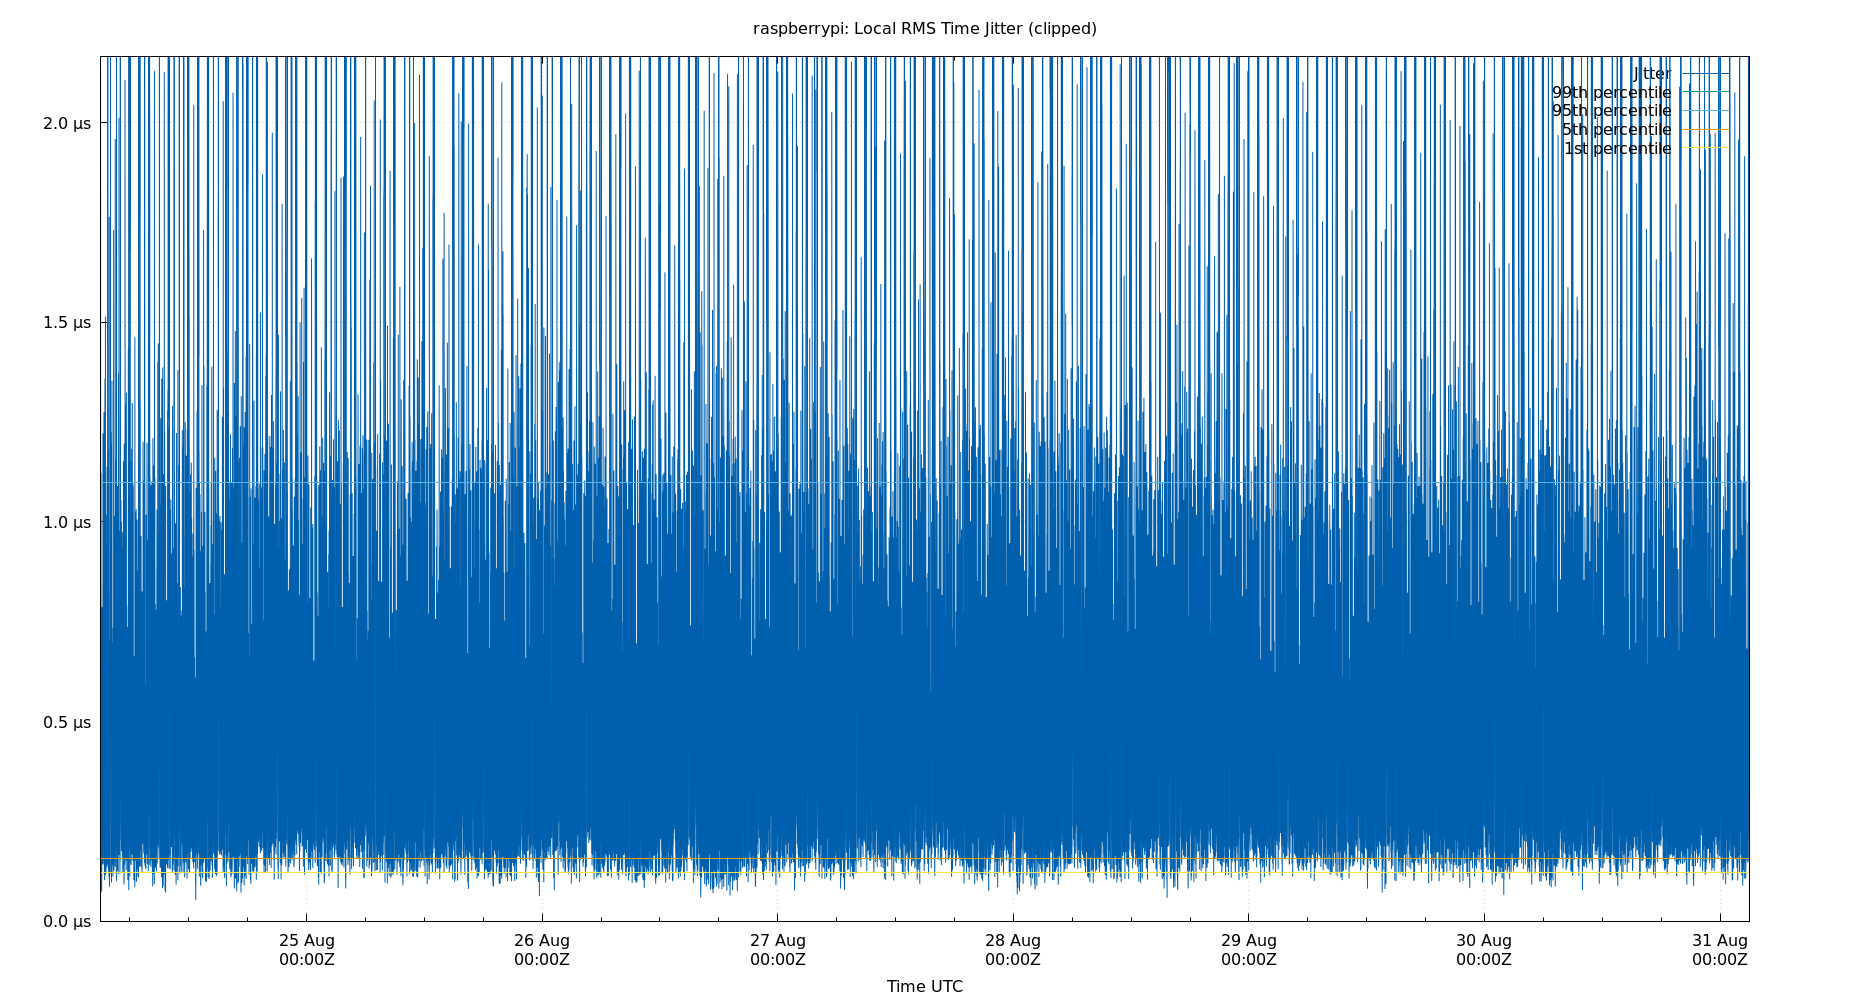 raspberrypi: Local RMS Time Jitter (clipped)
Jitter
99th percentile
95th percentile
5th percentile
1st percentile
2.0 µs
1.5 µs
1.0 µs
0.5 µs
0.0 µs
25 Aug
00:00Z
26 Aug
00:00Z
27 Aug
00:00Z
28 Aug
00:00Z
29 Aug
00:00Z
30 Aug
00:00Z
31 Aug
00:00Z
Time UTC